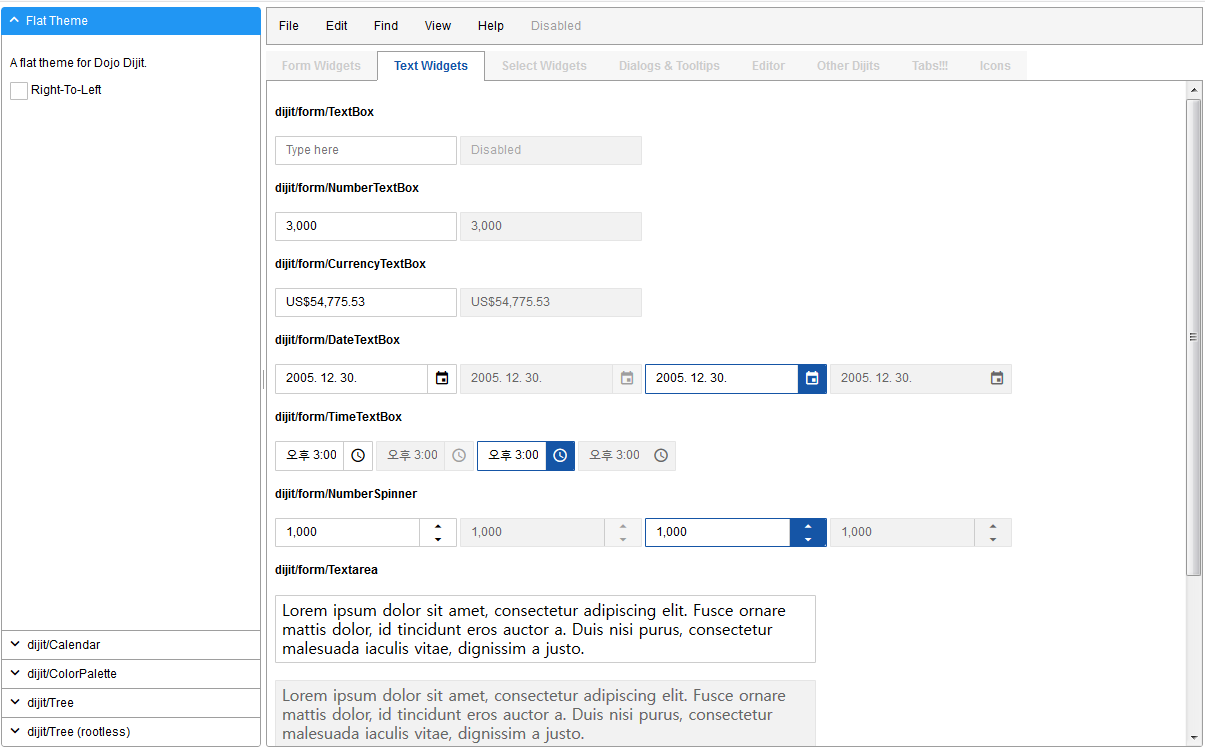 Flat Theme
A flat theme for Dojo Dijit.
Right-To-Left
dijit/Calendar
dijit/ColorPalette
dijit/Tree
dijit/Tree (rootless)
File Edit Find View Help Disabled
Form Widgets Text Widgets Select Widgets Dialogs & Tooltips Editor Other Dijits Tabs!!! Icons
dijit/form/TextBox
Type here Disabled
dijit/form/NumberTextBox
3,000 3,000
dijit/form/CurrencyTextBox
US$54,775.53 US$54,775.53
dijit/form/DateTextBox
2005. 12. 30. 2005. 12. 30. 2005. 12. 30. 2005. 12. 30.
dijit/form/TimeTextBox
오후 3:00 오후 3:00 오후 3:00 오후 3:00
dijit/form/NumberSpinner
1,000 1,000 1,000 1,000
dijit/form/Textarea
Lorem ipsum dolor sit amet, consectetur adipiscing elit. Fusce ornare
mattis dolor, id tincidunt eros auctor a. Duis nisi purus, consectetur
malesuada iaculis vitae, dignissim a justo.
Lorem ipsum dolor sit amet, consectetur adipiscing elit. Fusce ornare
mattis dolor, id tincidunt eros auctor a. Duis nisi purus, consectetur
malesuada iaculis vitae, dignissim a justo.